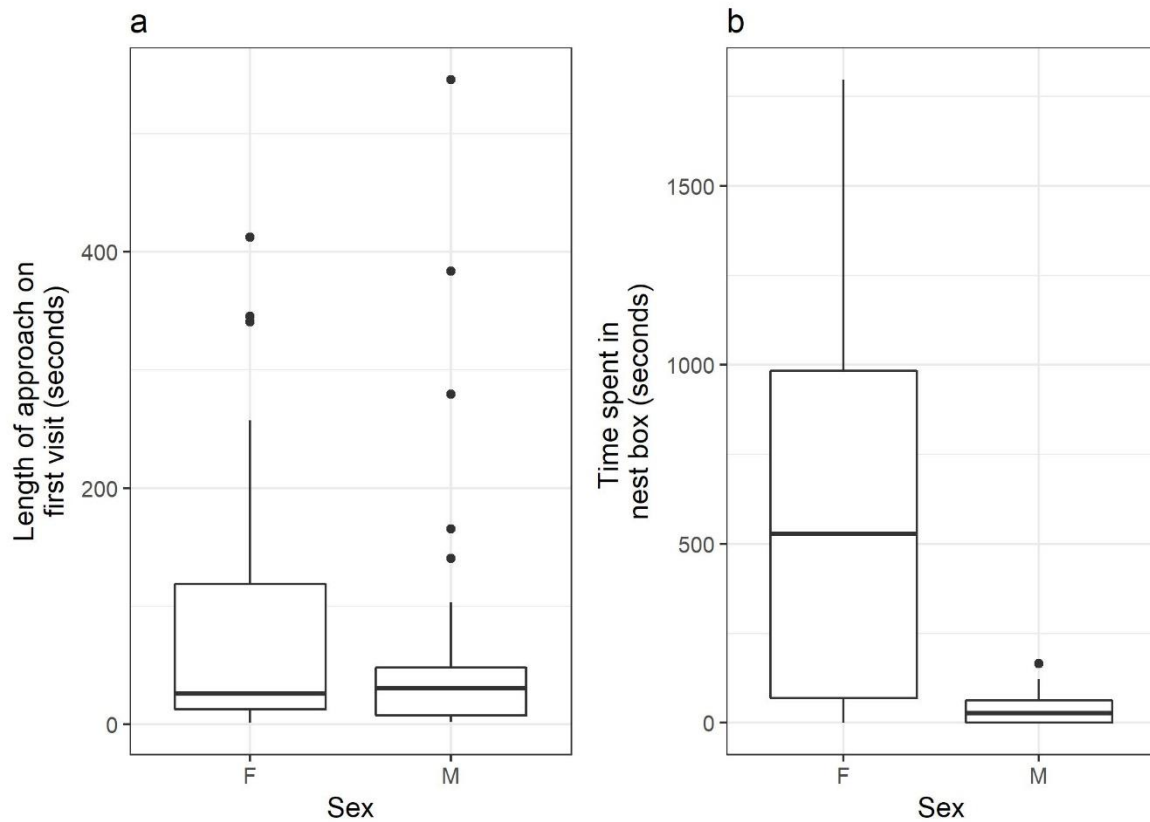 a
Length of approach on
first visit (seconds)
400
200
0
F
M
Sex
b
Time spent in
nest box (seconds)
1500
1000
500
0
F
M
Sex